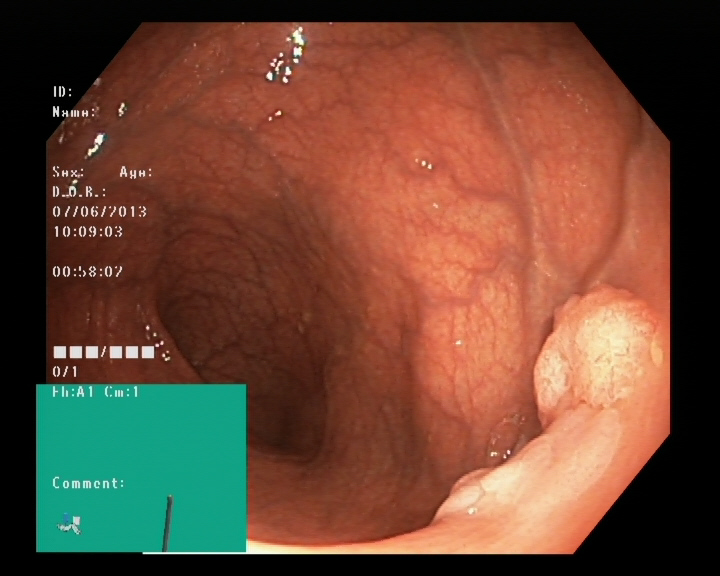 ID:
Name:
Sex: Age:
D.O.B.:
07/06/2013
10:09:03
00:58:07
■■■/■■■
0/1
Eh:A1 Cm:1
Comment: